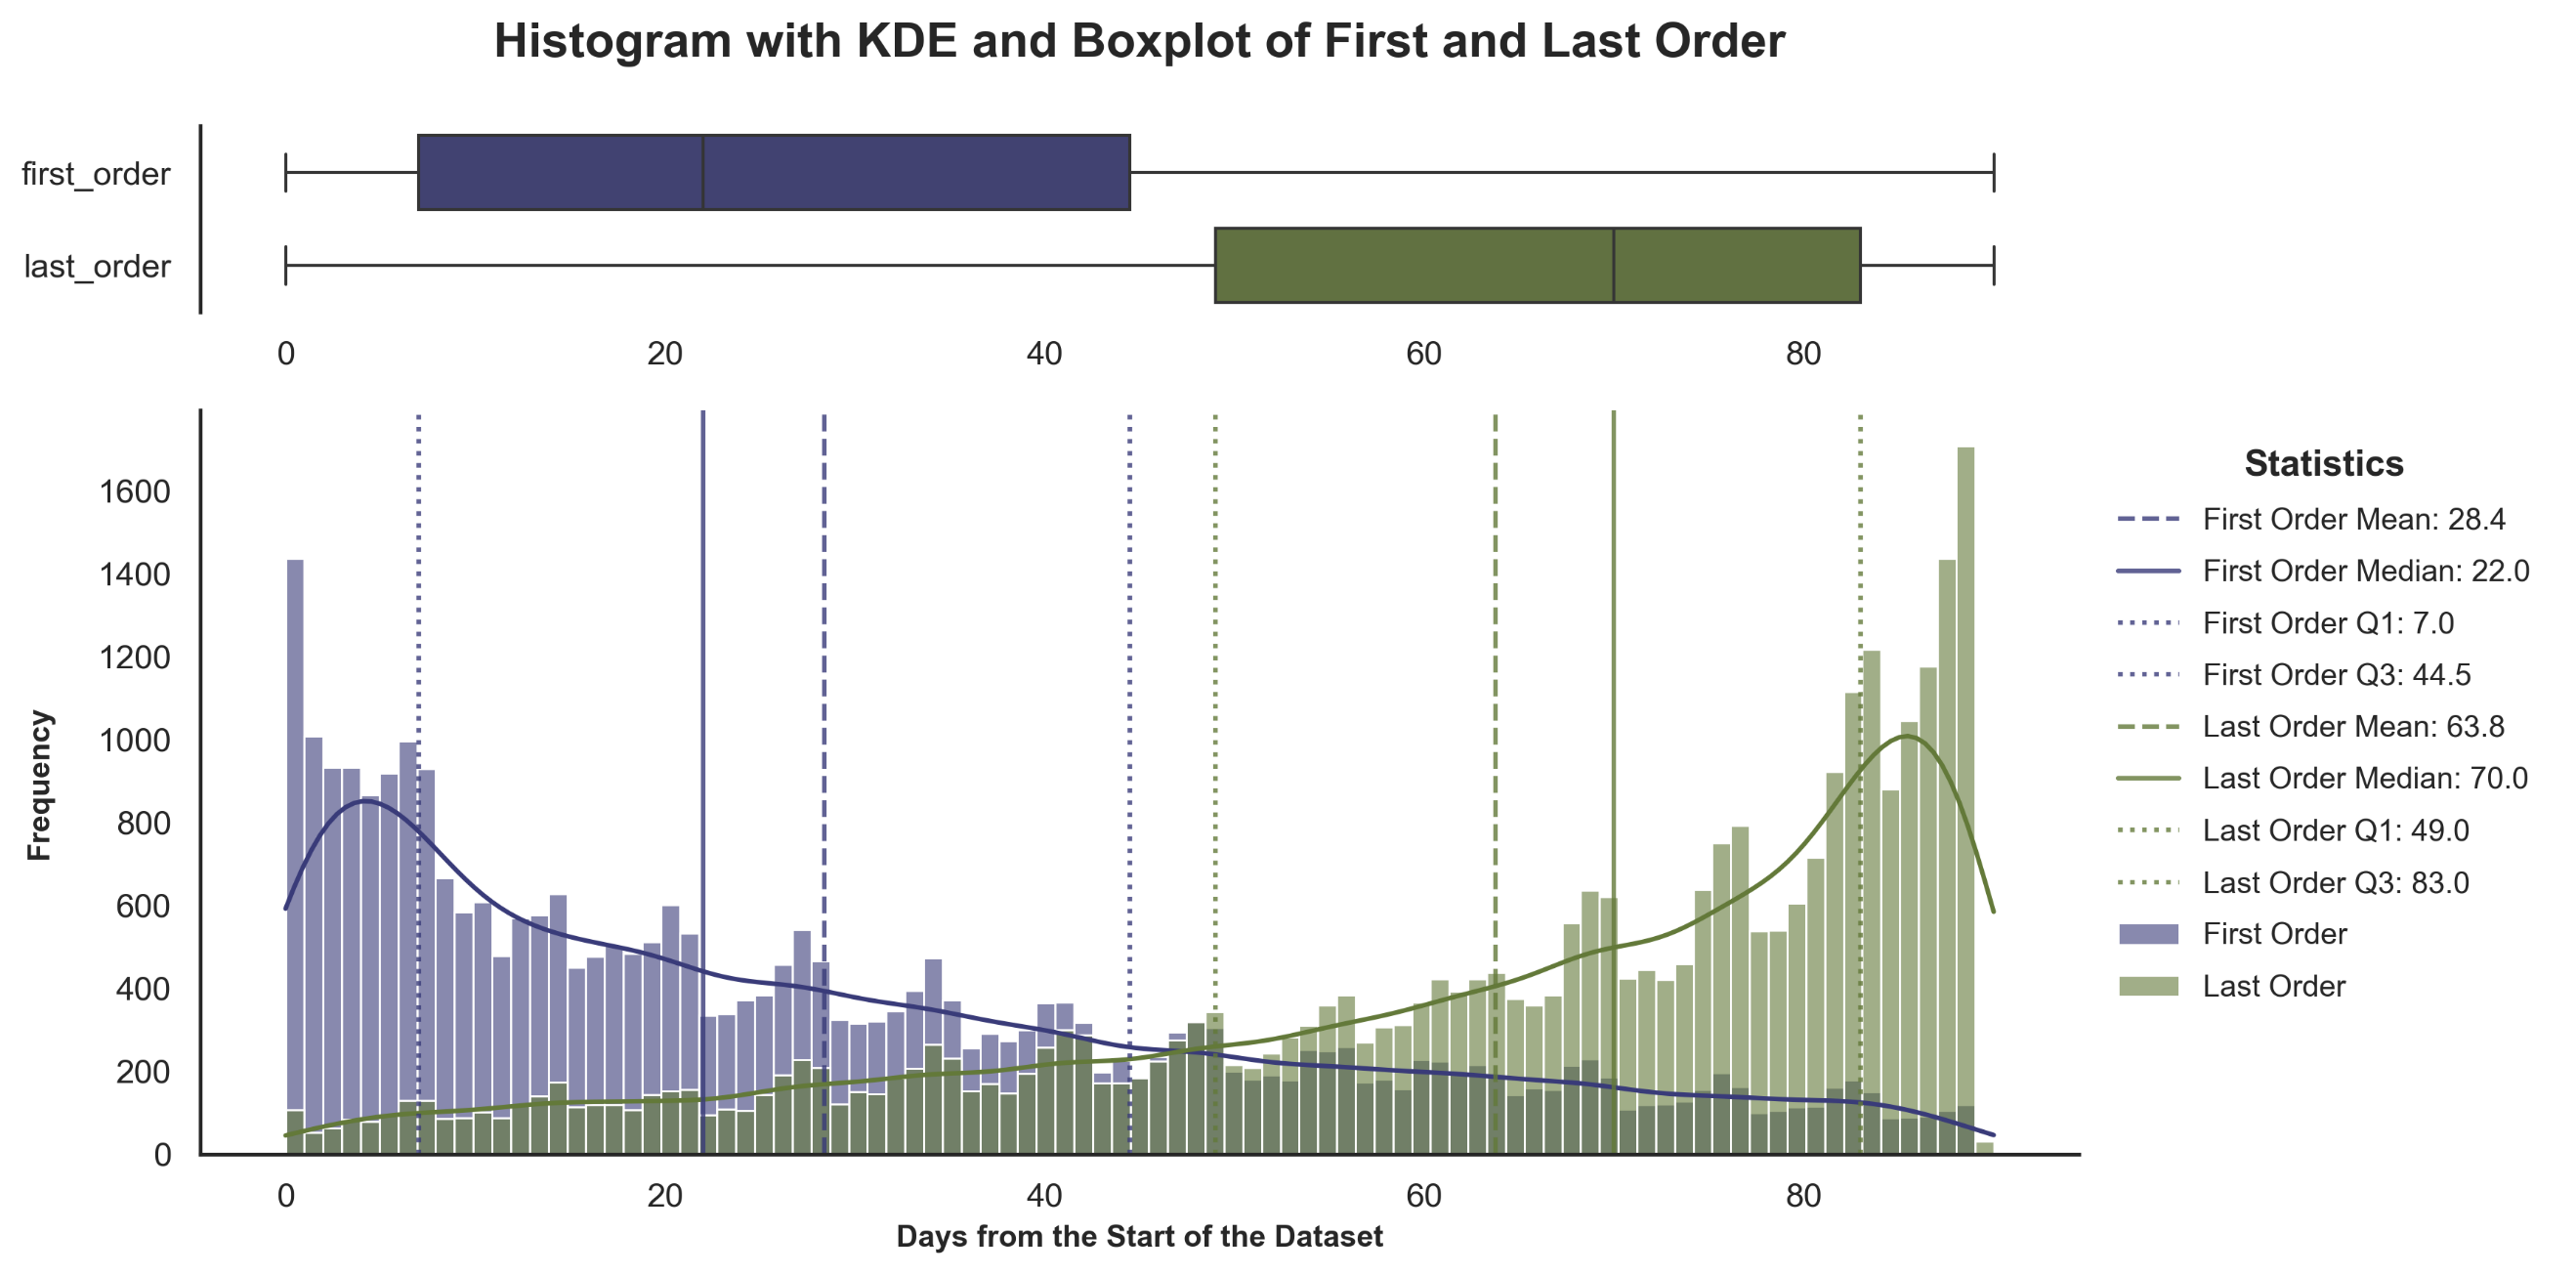 Histogram with KDE and Boxplot of First and Last Order
first_order
last_order
0 20 40 60 80
Frequency
1600
1400
1200
1000
800
600
400
200
0
0 20 40 60 80
Days from the Start of the Dataset
Statistics
First Order Mean: 28.4
First Order Median: 22.0
First Order Q1: 7.0
First Order Q3: 44.5
Last Order Mean: 63.8
Last Order Median: 70.0
Last Order Q1: 49.0
Last Order Q3: 83.0
First Order
Last Order